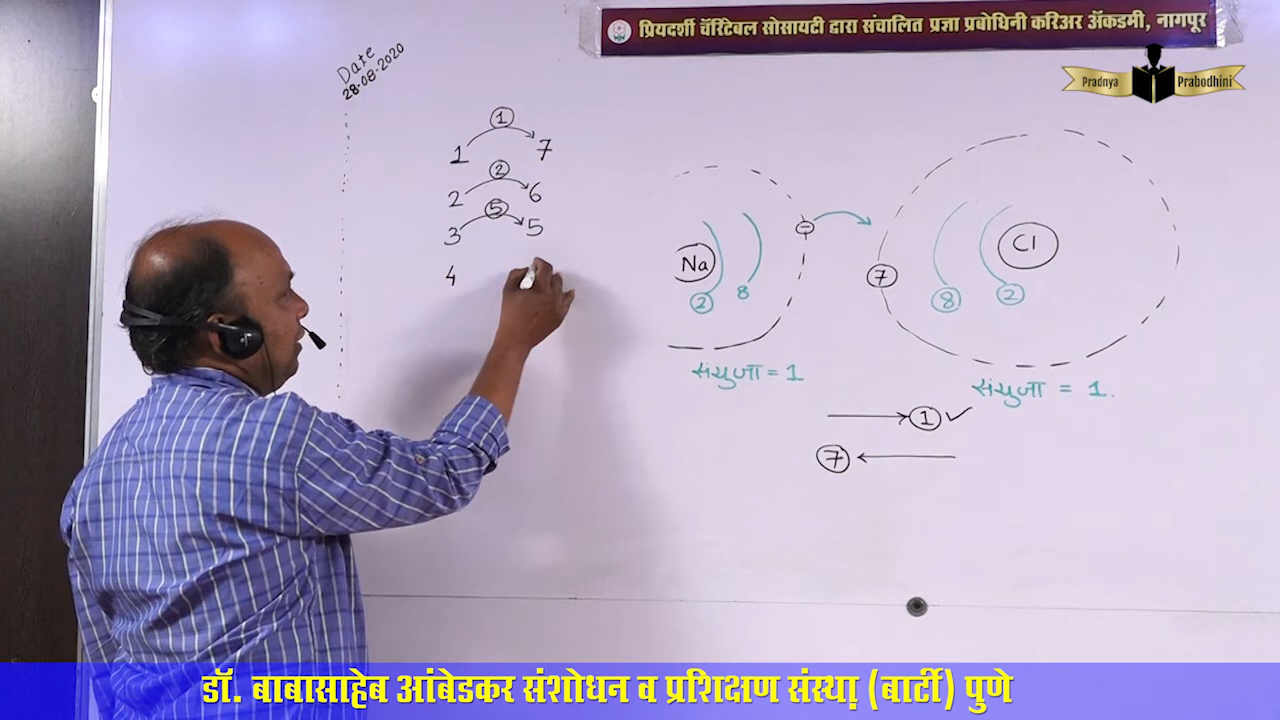 प्रियदर्शी चॅरिटेबल सोसायटी द्वारा संचालित प्रज्ञा प्रबोधिनी करिअर ॲकडमी, नागपूर
Pradnya Prabodhini
Date
28-08-2020
1
1 7
2
2 6
5
3 5
4
Na
2 8
–
संयुजा = 1
Cl
7 8 2
संयुजा = 1.
1 ✓
7
डॉ. बाबासाहेब आंबेडकर संशोधन व प्रशिक्षण संस्था़ (बार्टी) पुणे